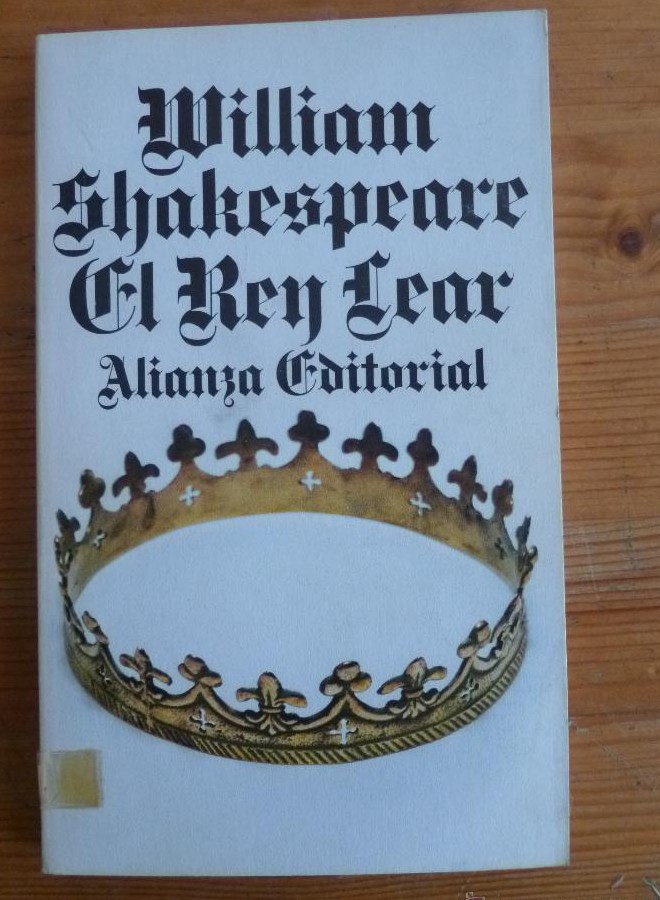 William
Shakespeare
El Rey Lear
Alianza Editorial